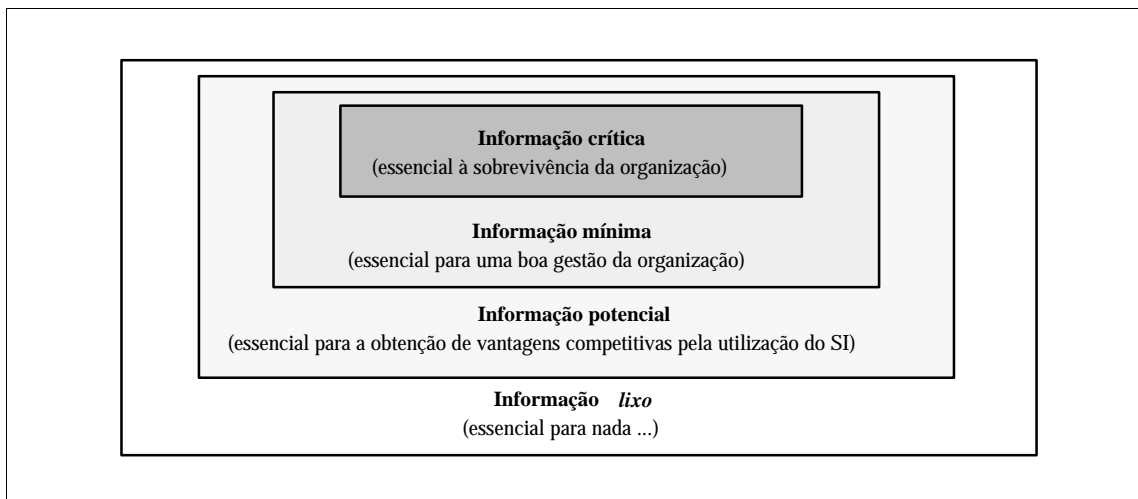 Informação crítica
(essencial à sobrevivência da organização)
Informação mínima
(essencial para uma boa gestão da organização)
Informação potencial
(essencial para a obtenção de vantagens competitivas pela utilização do SI)
Informação lixo
(essencial para nada ...)